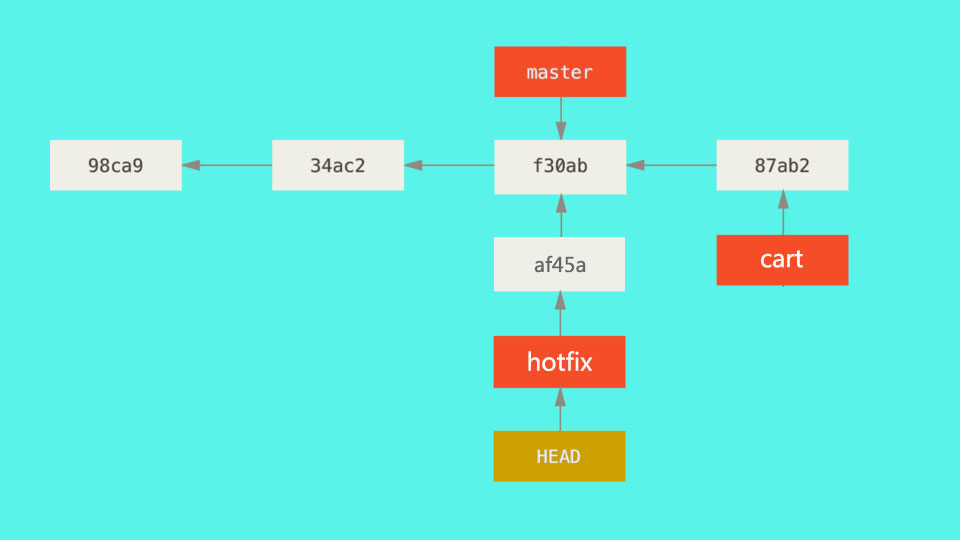 master
98ca9
34ac2
f30ab
87ab2
af45a
cart
hotfix
HEAD